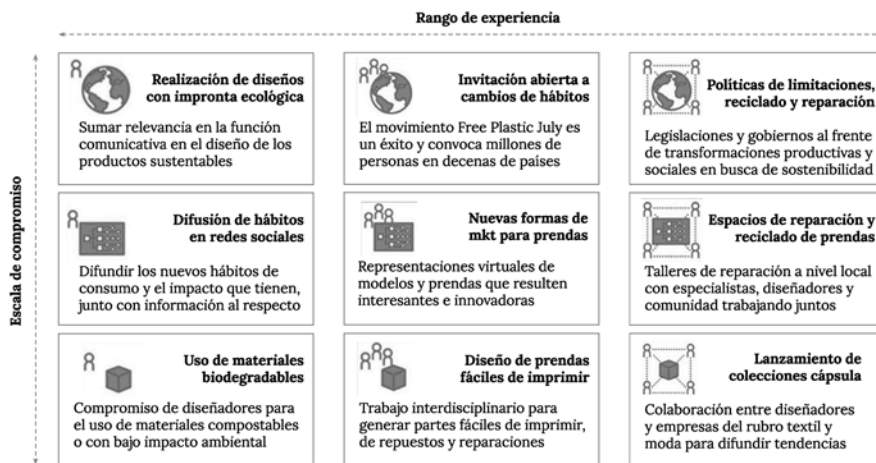 Rango de experiencia
Escala de compromiso
Realización de diseños
con impronta ecológica
Sumar relevancia en la función
comunicativa en el diseño de los
productos sustentables
Invitación abierta a
cambios de hábitos
El movimiento Free Plastic July es
un éxito y convoca millones de
personas en decenas de países
Políticas de limitaciones,
reciclado y reparación
Legislaciones y gobiernos al frente
de transformaciones productivas y
sociales en busca de sostenibilidad
Difusión de hábitos
en redes sociales
Difundir los nuevos hábitos de
consumo y el impacto que tienen,
junto con información al respecto
Nuevas formas de
mkt para prendas
Representaciones virtuales de
modelos y prendas que resulten
interesantes e innovadoras
Espacios de reparación y
reciclado de prendas
Talleres de reparación a nivel local
con especialistas, diseñadores y
comunidad trabajando juntos
Uso de materiales
biodegradables
Compromiso de diseñadores para
el uso de materiales compostables
o con bajo impacto ambiental
Diseño de prendas
fáciles de imprimir
Trabajo interdisciplinario para
generar partes fáciles de imprimir,
de repuestos y reparaciones
Lanzamiento de
colecciones cápsula
Colaboración entre diseñadores
y empresas del rubro textil y
moda para difundir tendencias